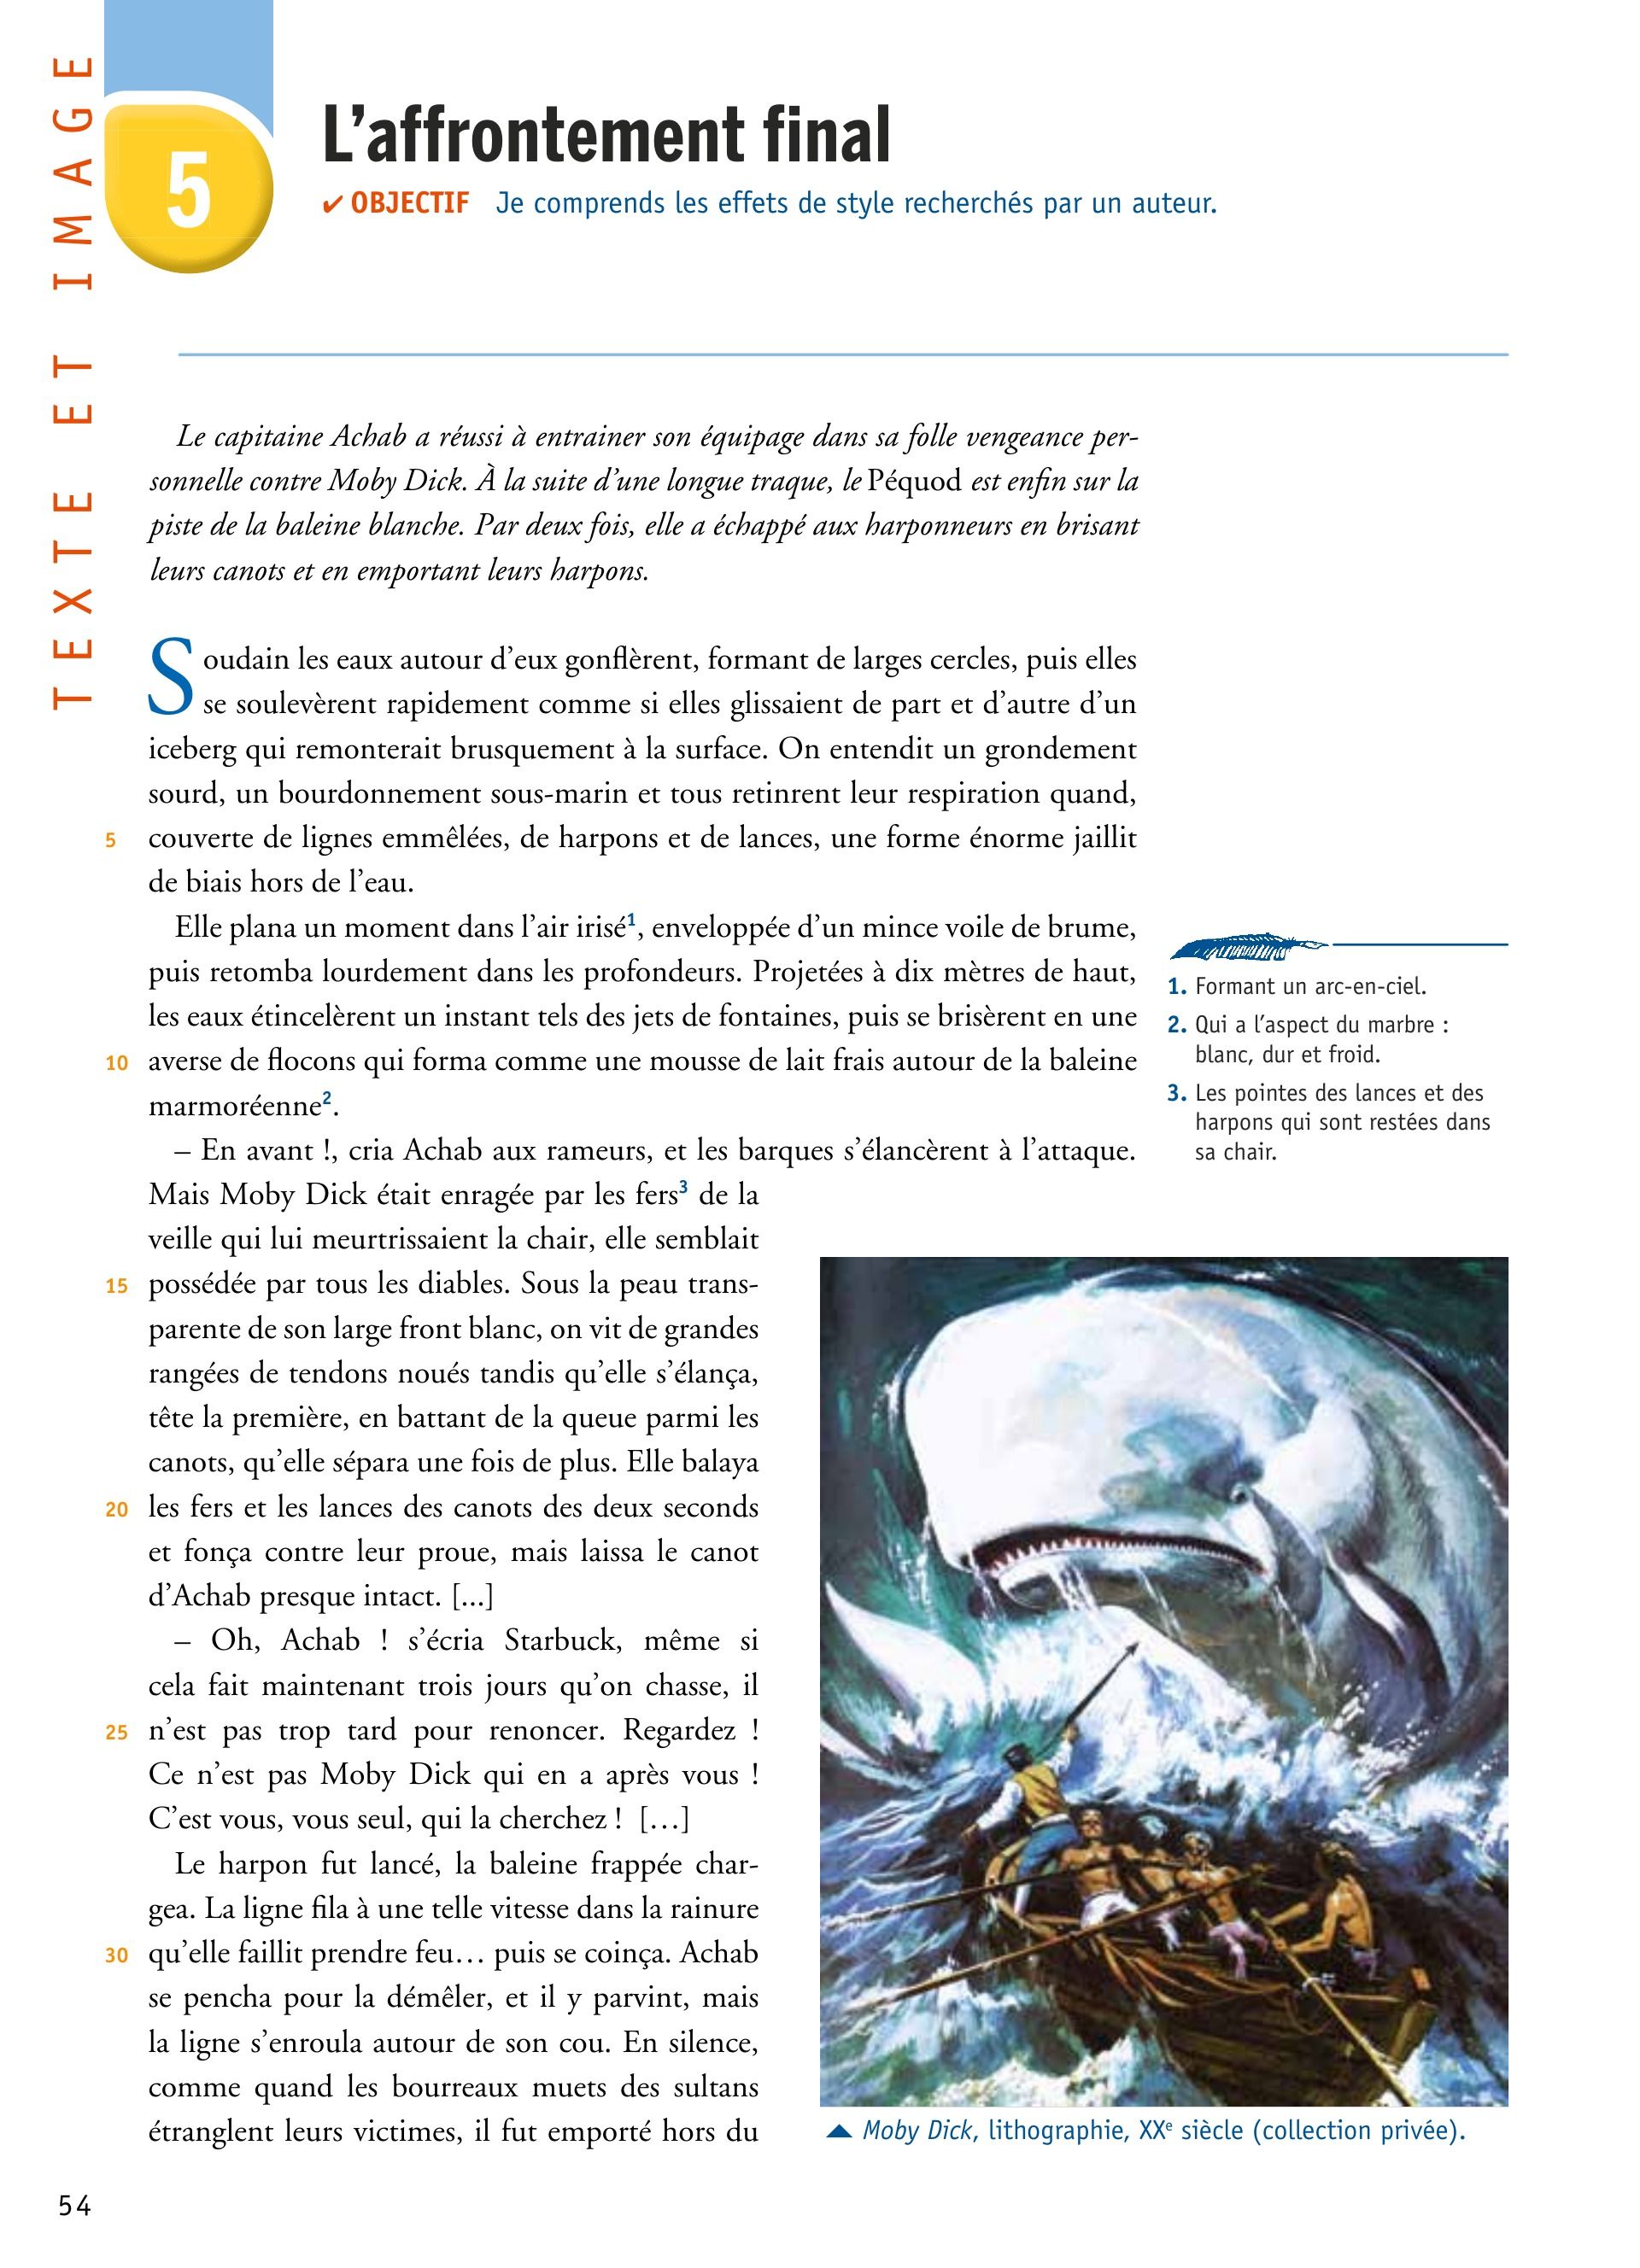 TEXTE ET IMAGE
5
L'affrontement final
✔ OBJECTIF Je comprends les effets de style recherchés par un auteur.
Le capitaine Achab a réussi à entrainer son équipage dans sa folle vengeance per-
sonnelle contre Moby Dick. À la suite d'une longue traque, le Péquod est enfin sur la
piste de la baleine blanche. Par deux fois, elle a échappé aux harponneurs en brisant
leurs canots et en emportant leurs harpons.
Soudain les eaux autour d'eux gonflèrent, formant de larges cercles, puis elles
se soulevèrent rapidement comme si elles glissaient de part et d'autre d'un
iceberg qui remonterait brusquement à la surface. On entendit un grondement
sourd, un bourdonnement sous-marin et tous retinrent leur respiration quand,
5 couverte de lignes emmêlées, de harpons et de lances, une forme énorme jaillit
de biais hors de l'eau.
Elle plana un moment dans l'air irisé1, enveloppée d'un mince voile de brume,
puis retomba lourdement dans les profondeurs. Projetées à dix mètres de haut,
les eaux étincelèrent un instant tels des jets de fontaines, puis se brisèrent en une
10 averse de flocons qui forma comme une mousse de lait frais autour de la baleine
marmoréenne2.
– En avant !, cria Achab aux rameurs, et les barques s'élancèrent à l'attaque.
Mais Moby Dick était enragée par les fers3 de la
veille qui lui meurtrissaient la chair, elle semblait
15 possédée par tous les diables. Sous la peau trans-
parente de son large front blanc, on vit de grandes
rangées de tendons noués tandis qu'elle s'élança,
tête la première, en battant de la queue parmi les
canots, qu'elle sépara une fois de plus. Elle balaya
20 les fers et les lances des canots des deux seconds
et fonça contre leur proue, mais laissa le canot
d'Achab presque intact. [...]
– Oh, Achab ! s'écria Starbuck, même si
cela fait maintenant trois jours qu'on chasse, il
25 n'est pas trop tard pour renoncer. Regardez !
Ce n'est pas Moby Dick qui en a après vous !
C'est vous, vous seul, qui la cherchez ! […]
Le harpon fut lancé, la baleine frappée char-
gea. La ligne fila à une telle vitesse dans la rainure
30 qu'elle faillit prendre feu… puis se coinça. Achab
se pencha pour la démêler, et il y parvint, mais
la ligne s'enroula autour de son cou. En silence,
comme quand les bourreaux muets des sultans
étranglent leurs victimes, il fut emporté hors du
1. Formant un arc-en-ciel.
2. Qui a l'aspect du marbre :
blanc, dur et froid.
3. Les pointes des lances et des
harpons qui sont restées dans
sa chair.
▲ Moby Dick, lithographie, XXe siècle (collection privée).
54